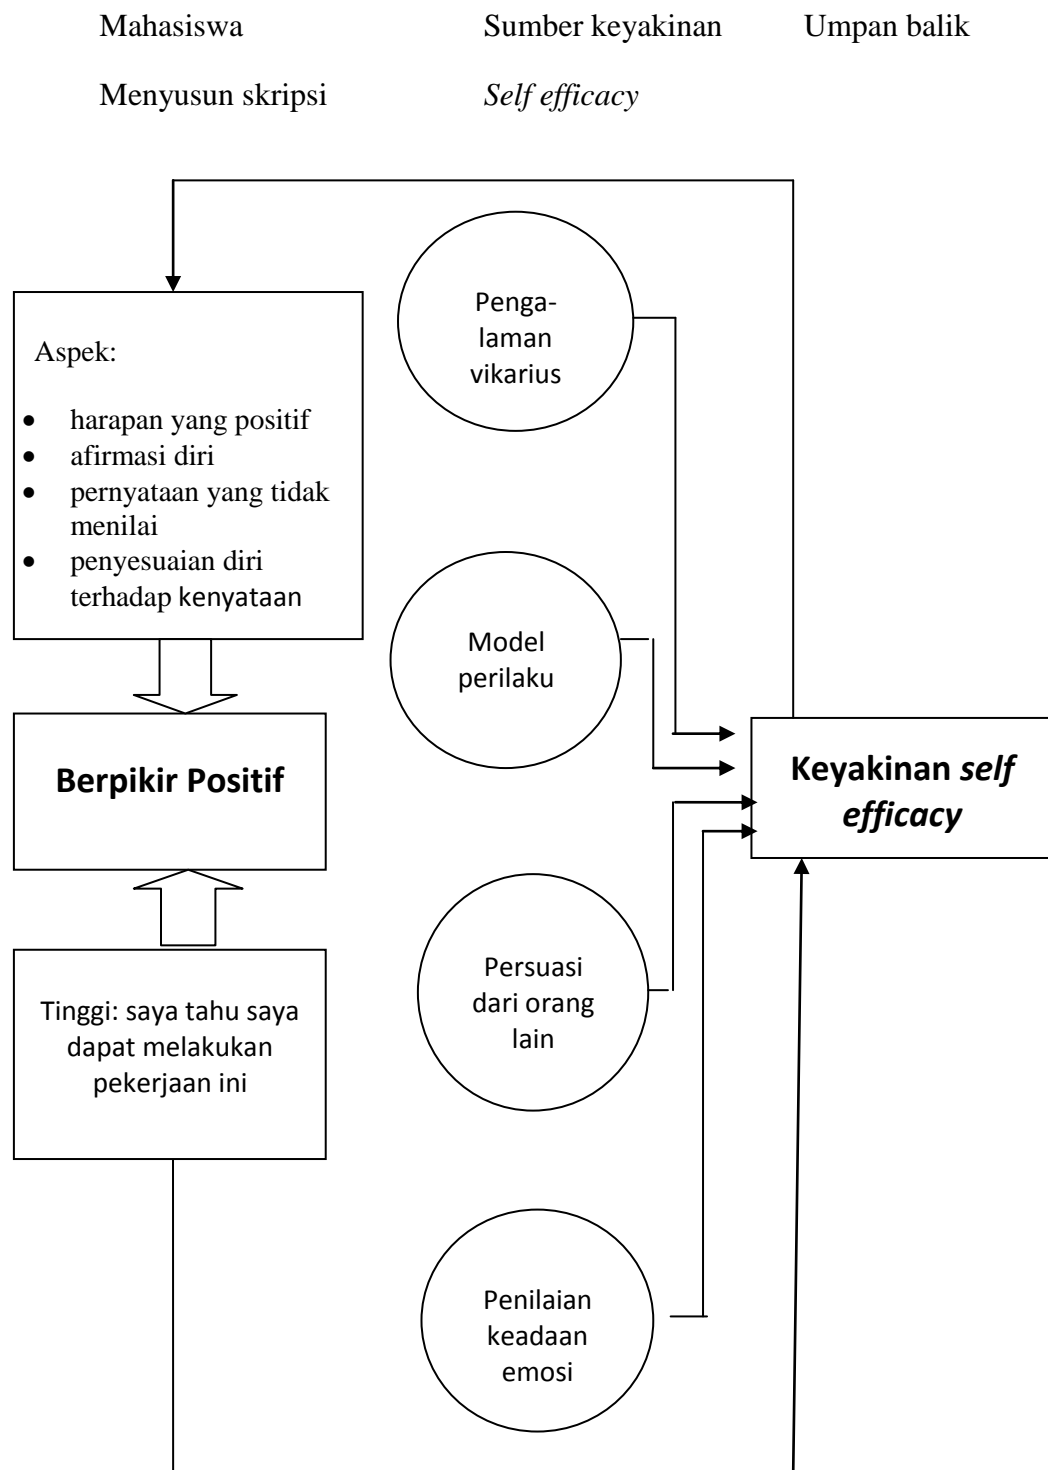 Mahasiswa Sumber keyakinan Umpan balik
Menyusun skripsi Self efficacy
Aspek:
• harapan yang positif
• afirmasi diri
• pernyataan yang tidak
menilai
• penyesuaian diri
terhadap kenyataan
Berpikir Positif
Tinggi: saya tahu saya
dapat melakukan
pekerjaan ini
Penga-
laman
vikarius
Model
perilaku
Persuasi
dari orang
lain
Penilaian
keadaan
emosi
Keyakinan self
efficacy